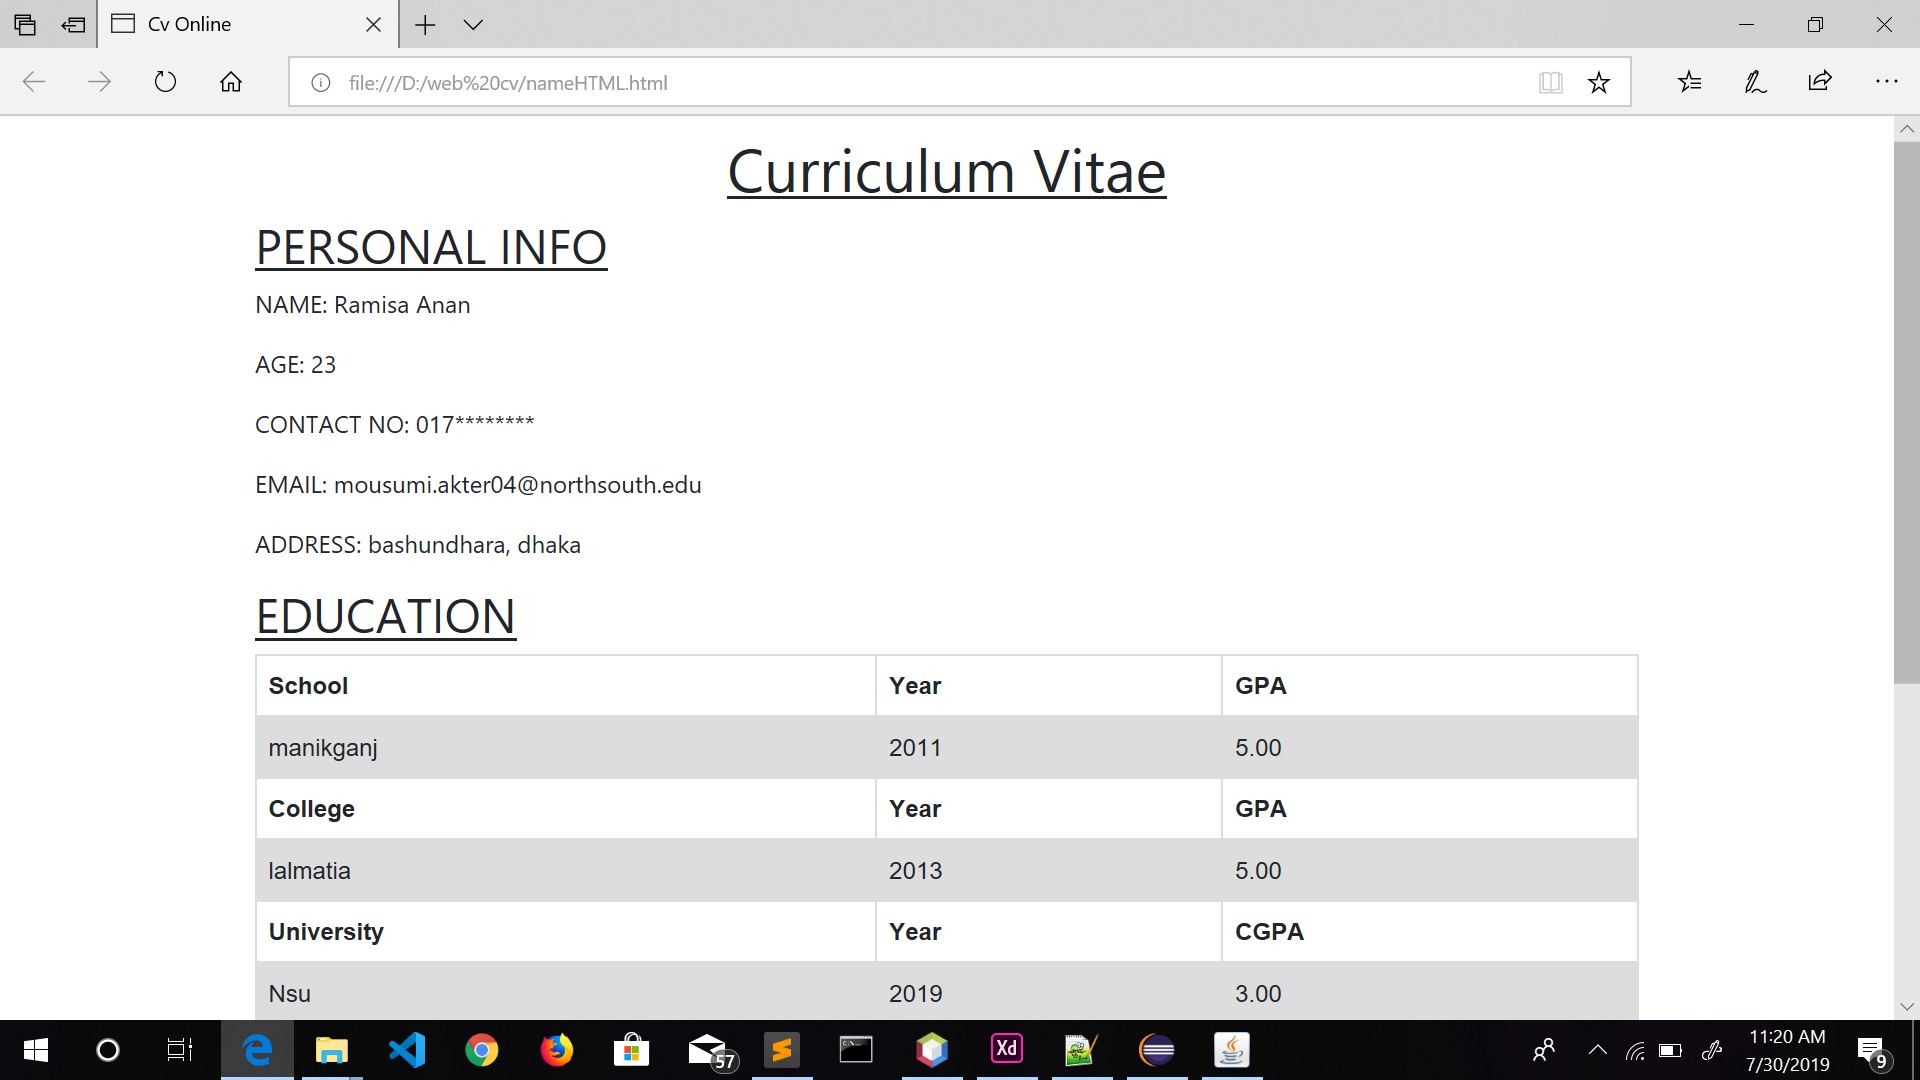 Cv Online
file:///D:/web%20cv/nameHTML.html
Curriculum Vitae
PERSONAL INFO
NAME: Ramisa Anan
AGE: 23
CONTACT NO: 017********
EMAIL: mousumi.akter04@northsouth.edu
ADDRESS: bashundhara, dhaka
EDUCATION
School Year GPA
manikganj 2011 5.00
College Year GPA
lalmatia 2013 5.00
University Year CGPA
Nsu 2019 3.00
57
Xd
11:20 AM
7/30/2019
9